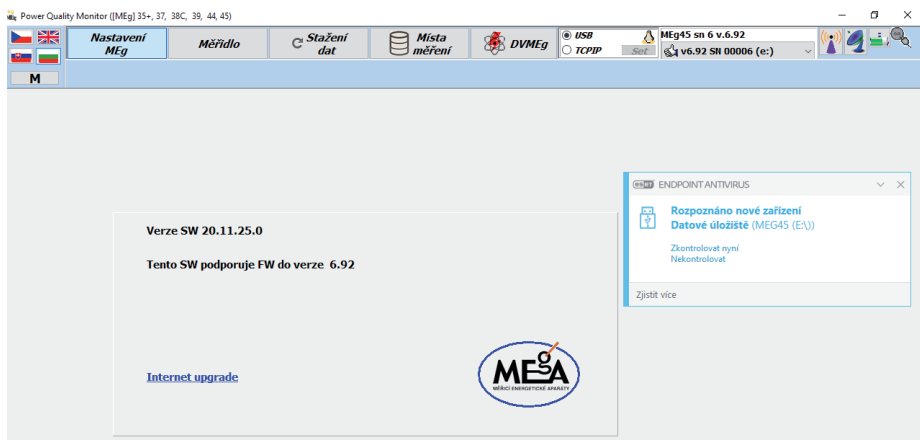 Power Quality Monitor ([MEg] 35+, 37, 38C, 39, 44, 45)
Nastavení
MEg
Měřidlo
Stažení
dat
Místa
měření
DVMEg
USB
TCPIP
Set
MEg45 sn 6 v.6.92
v6.92 SN 00006 (e:)
M
ESET ENDPOINT ANTIVIRUS
Rozpoznáno nové zařízení
Datové úložiště (MEG45 (E:\))
Zkontrolovat nyní
Nekontrolovat
Zjistit více
Verze SW 20.11.25.0
Tento SW podporuje FW do verze 6.92
Internet upgrade
MEgA
MĚŘICÍ ENERGETICKÉ APARÁTY